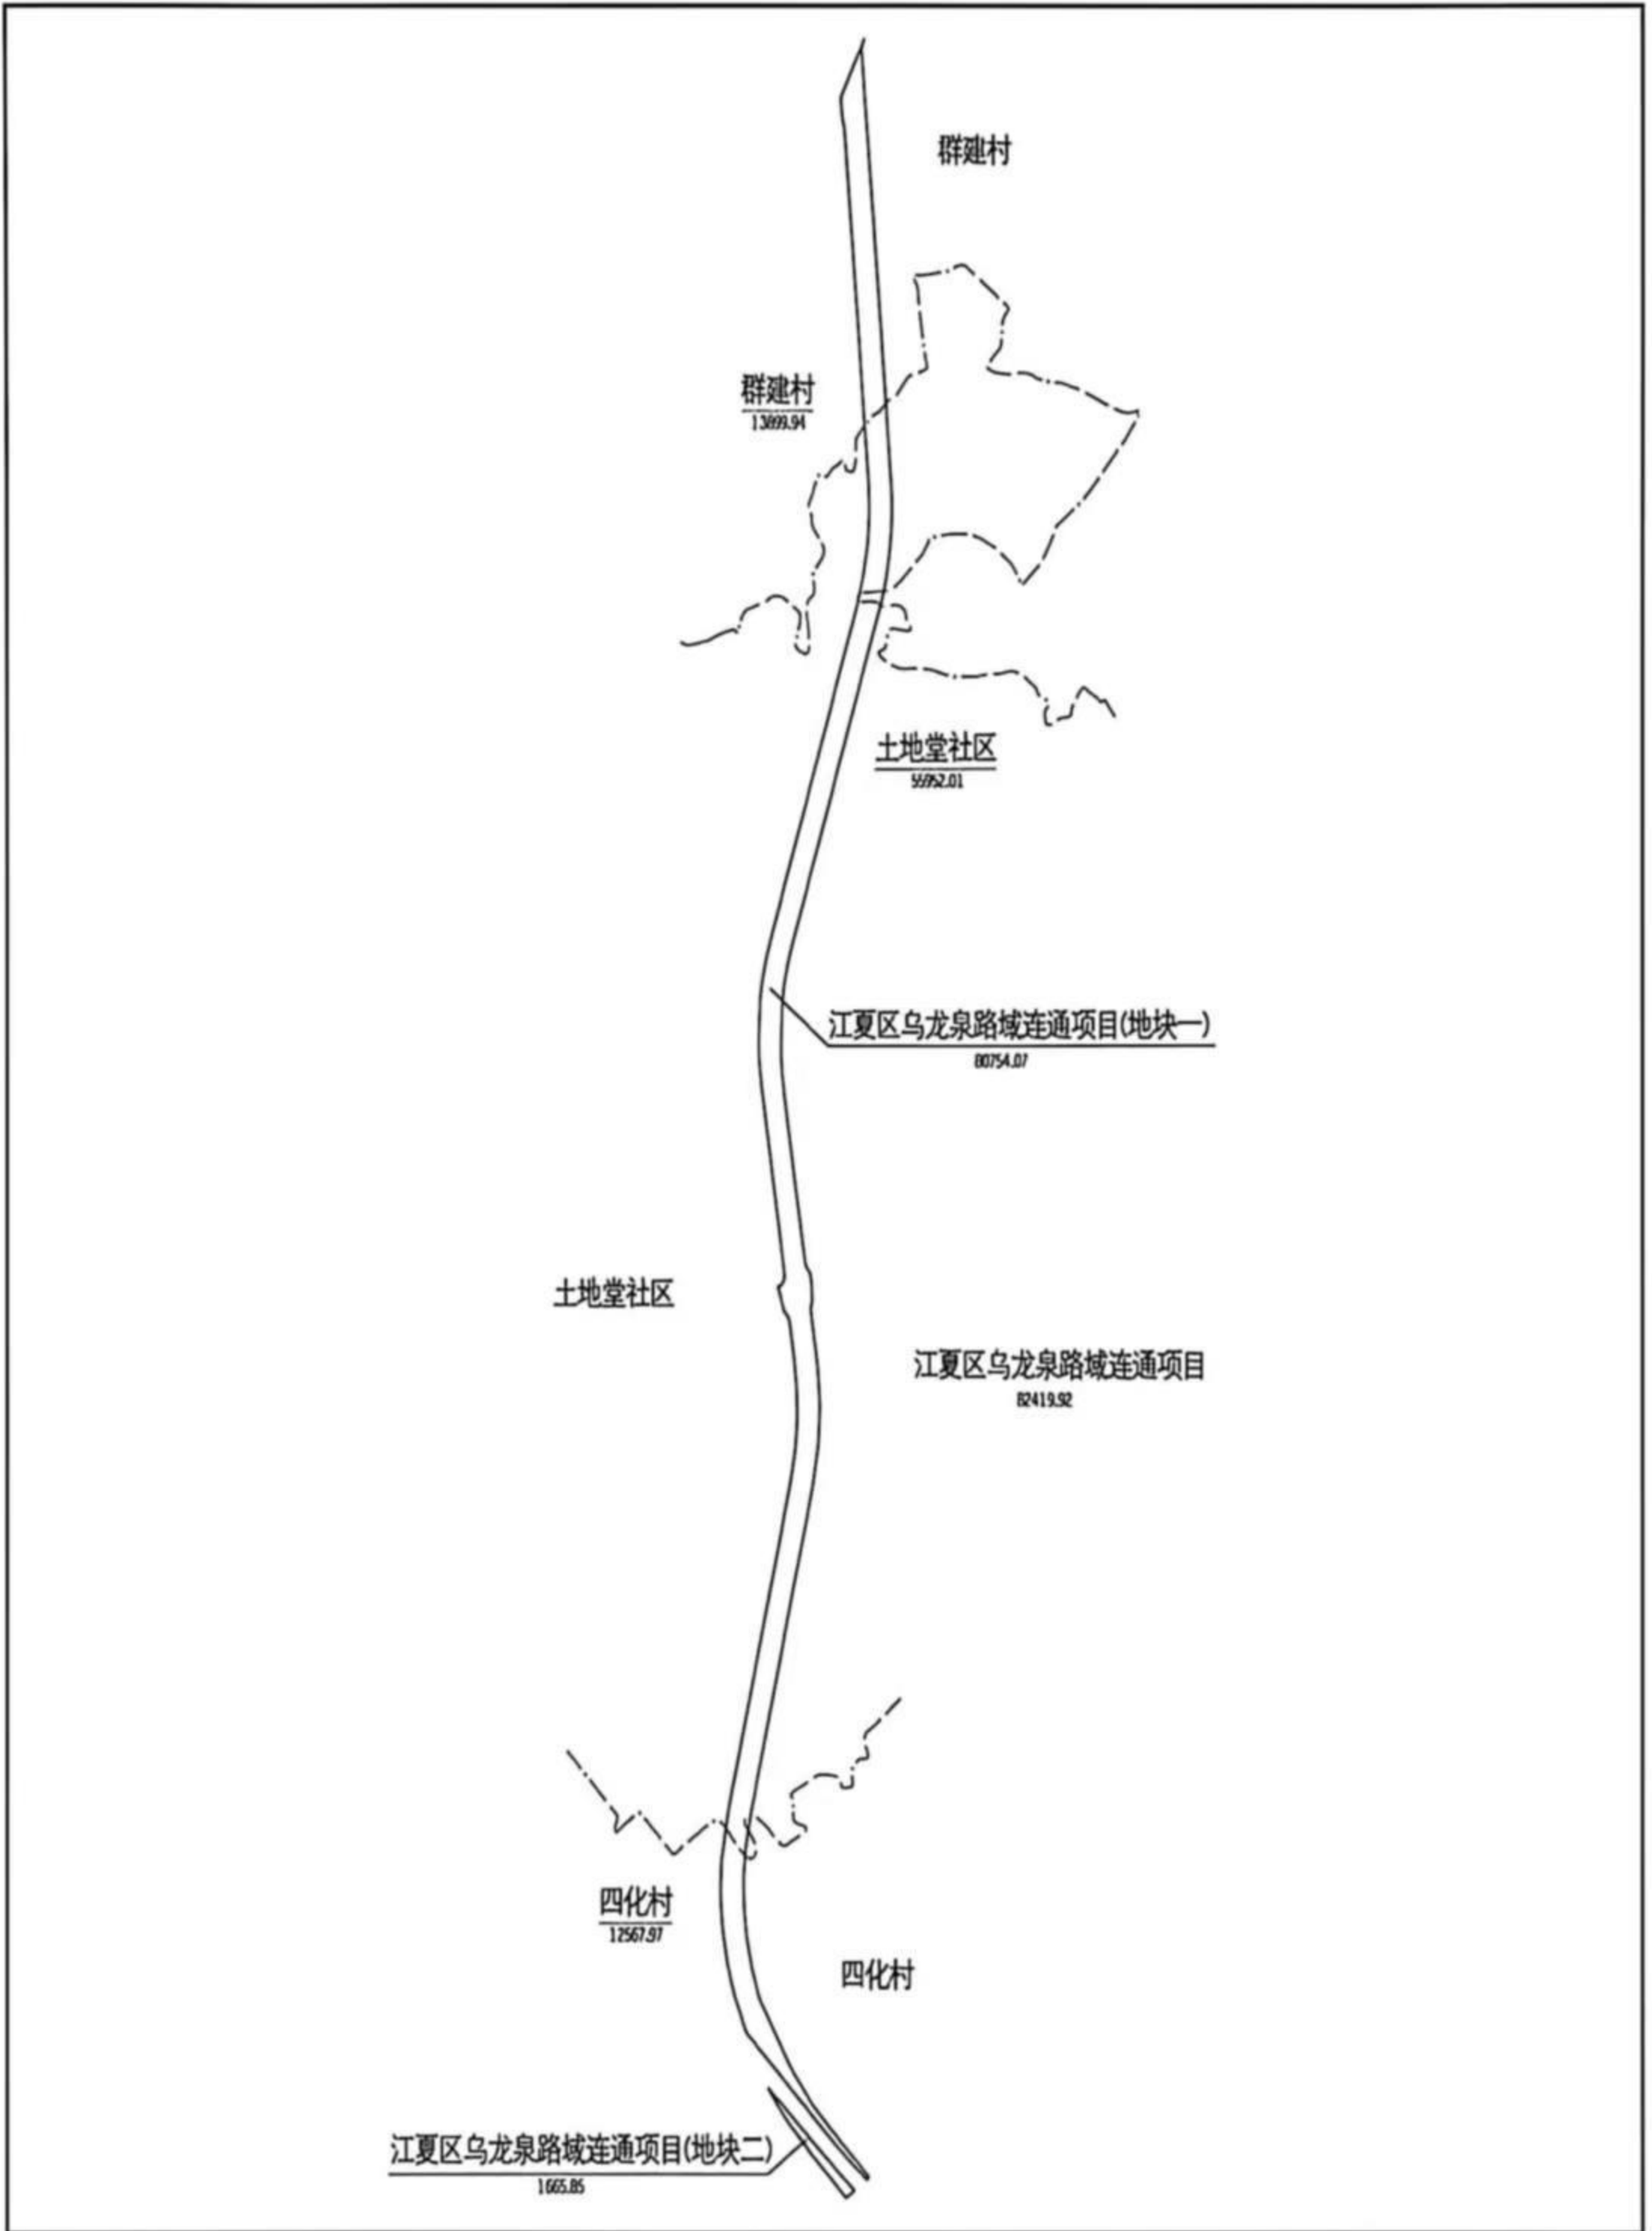 群建村
群建村
13899.94
土地堂社区
55952.01
江夏区乌龙泉路域连通项目(地块一)
80754.07
土地堂社区
江夏区乌龙泉路域连通项目
82419.92
四化村
12567.97
四化村
江夏区乌龙泉路域连通项目(地块二)
1665.85